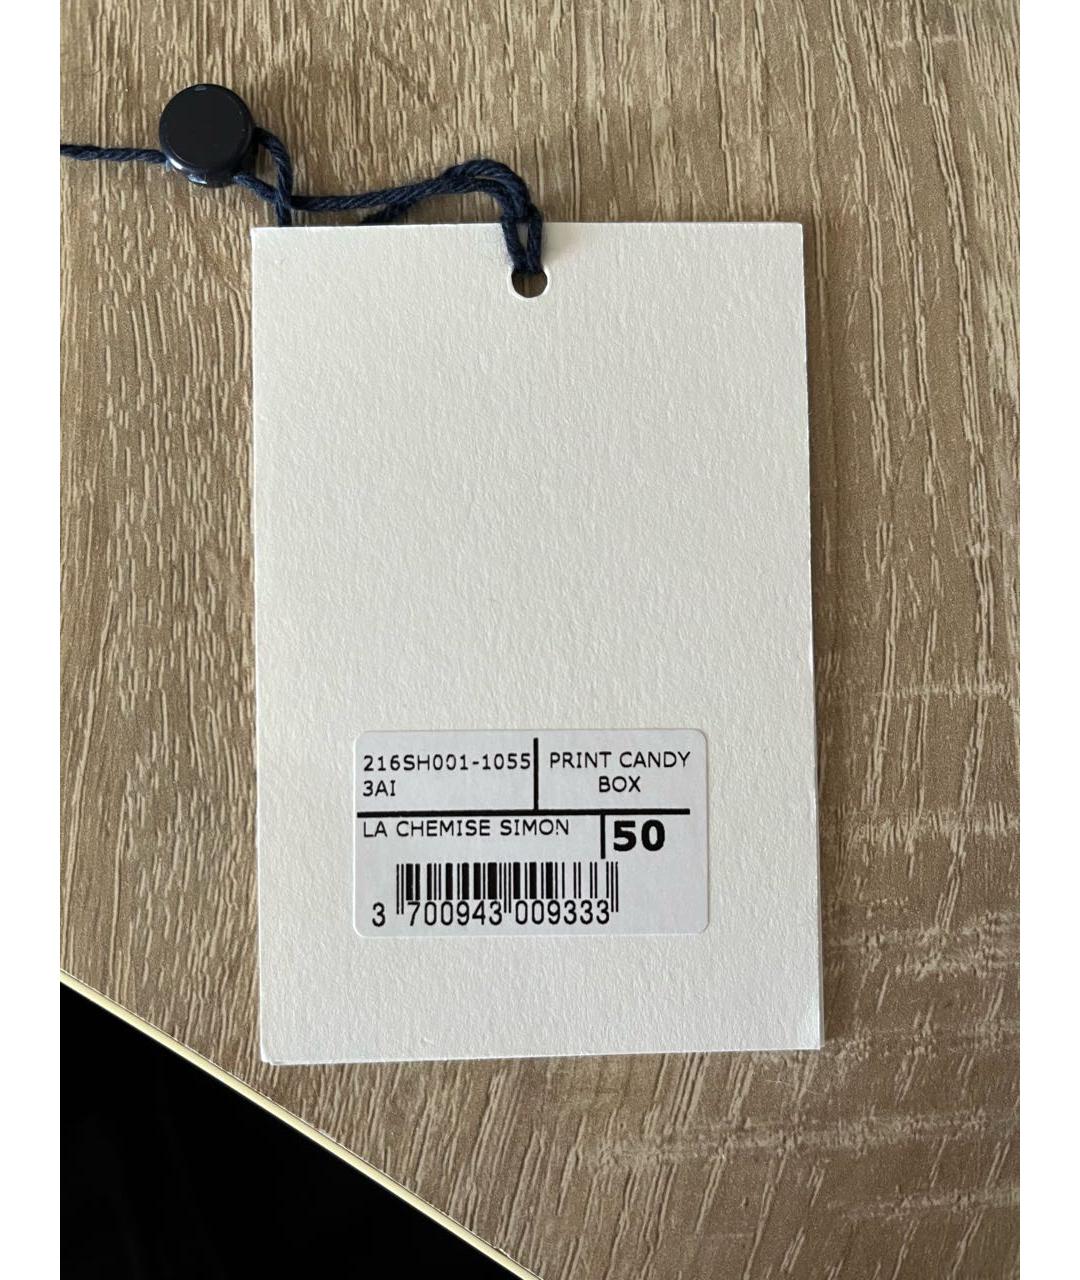 216SH001-1055
3AI
PRINT CANDY
BOX
LA CHEMISE SIMON
50
3 700943 009333